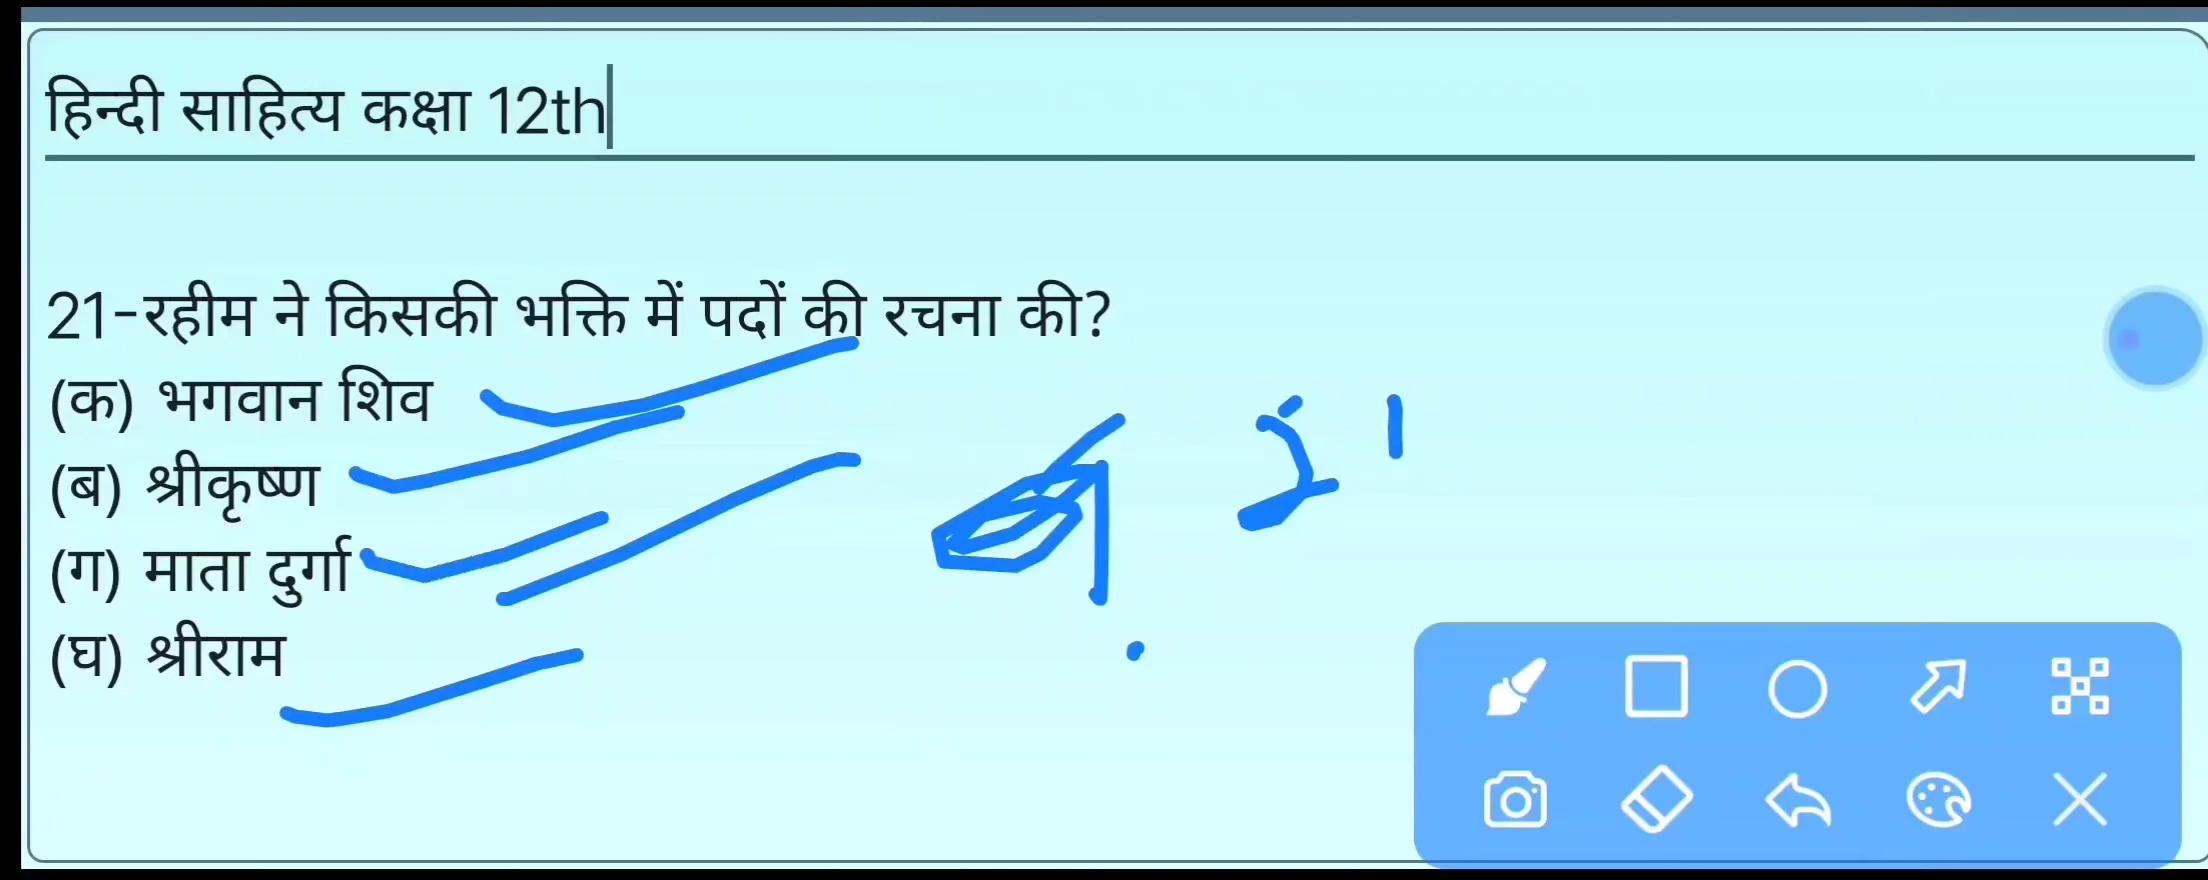 हिन्दी साहित्य कक्षा 12th
21-रहीम ने किसकी भक्ति में पदों की रचना की?
(क) भगवान शिव
(ब) श्रीकृष्ण
(ग) माता दुर्गा
(घ) श्रीराम